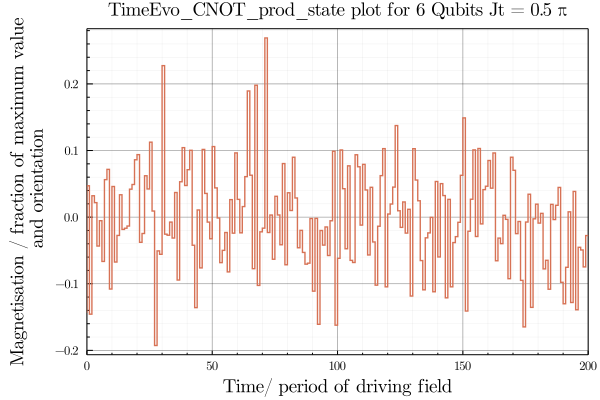 TimeEvo_CNOT_prod_state plot for 6 Qubits Jt = 0.5 π
Magnetisation / fraction of maximum value
and orientation
0.2
0.1
0.0
−0.1
−0.2
0
50
100
150
200
Time/ period of driving field